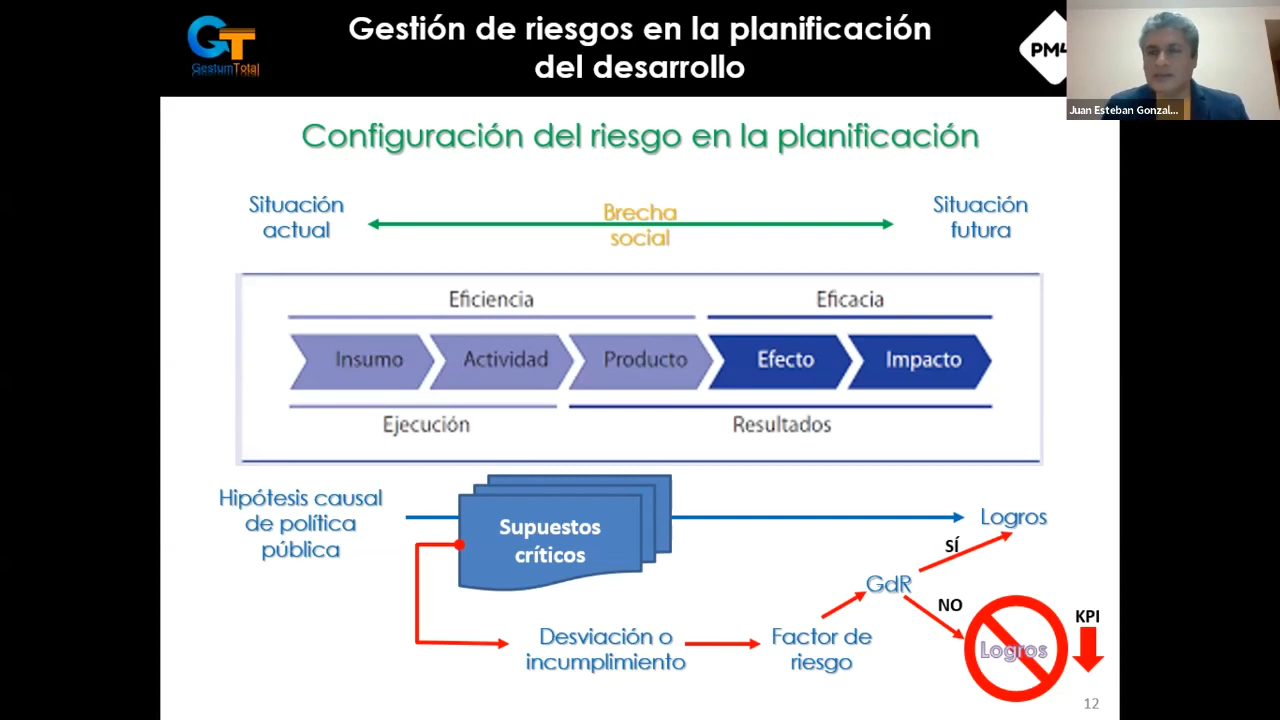 GT
GestumTotal
Gestión de riesgos en la planificación
del desarrollo
PM4
Juan Esteban Gonzal...
Configuración del riesgo en la planificación
Situación
actual
Brecha
social
Situación
futura
Eficiencia
Eficacia
Insumo
Actividad
Producto
Efecto
Impacto
Ejecución
Resultados
Hipótesis causal
de política
pública
Supuestos
críticos
Logros
SÍ
GdR
NO
Desviación o
incumplimiento
Factor de
riesgo
Logros
KPI
12